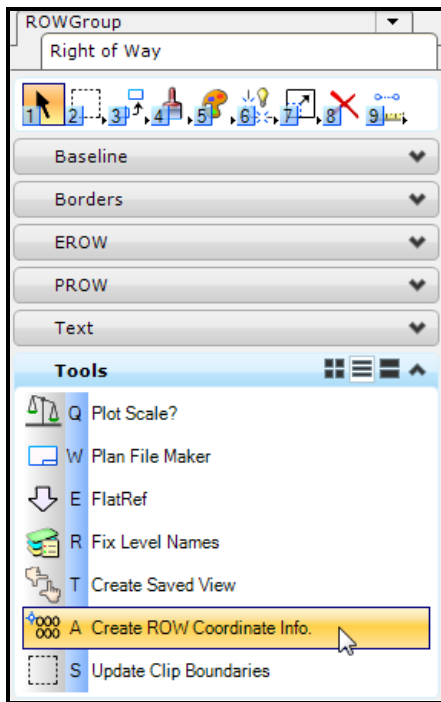 ROWGroup
Right of Way
1 2 3 4 5 6 7 8 9
Baseline
Borders
EROW
PROW
Text
Tools
Q Plot Scale?
W Plan File Maker
E FlatRef
R Fix Level Names
T Create Saved View
A Create ROW Coordinate Info.
S Update Clip Boundaries